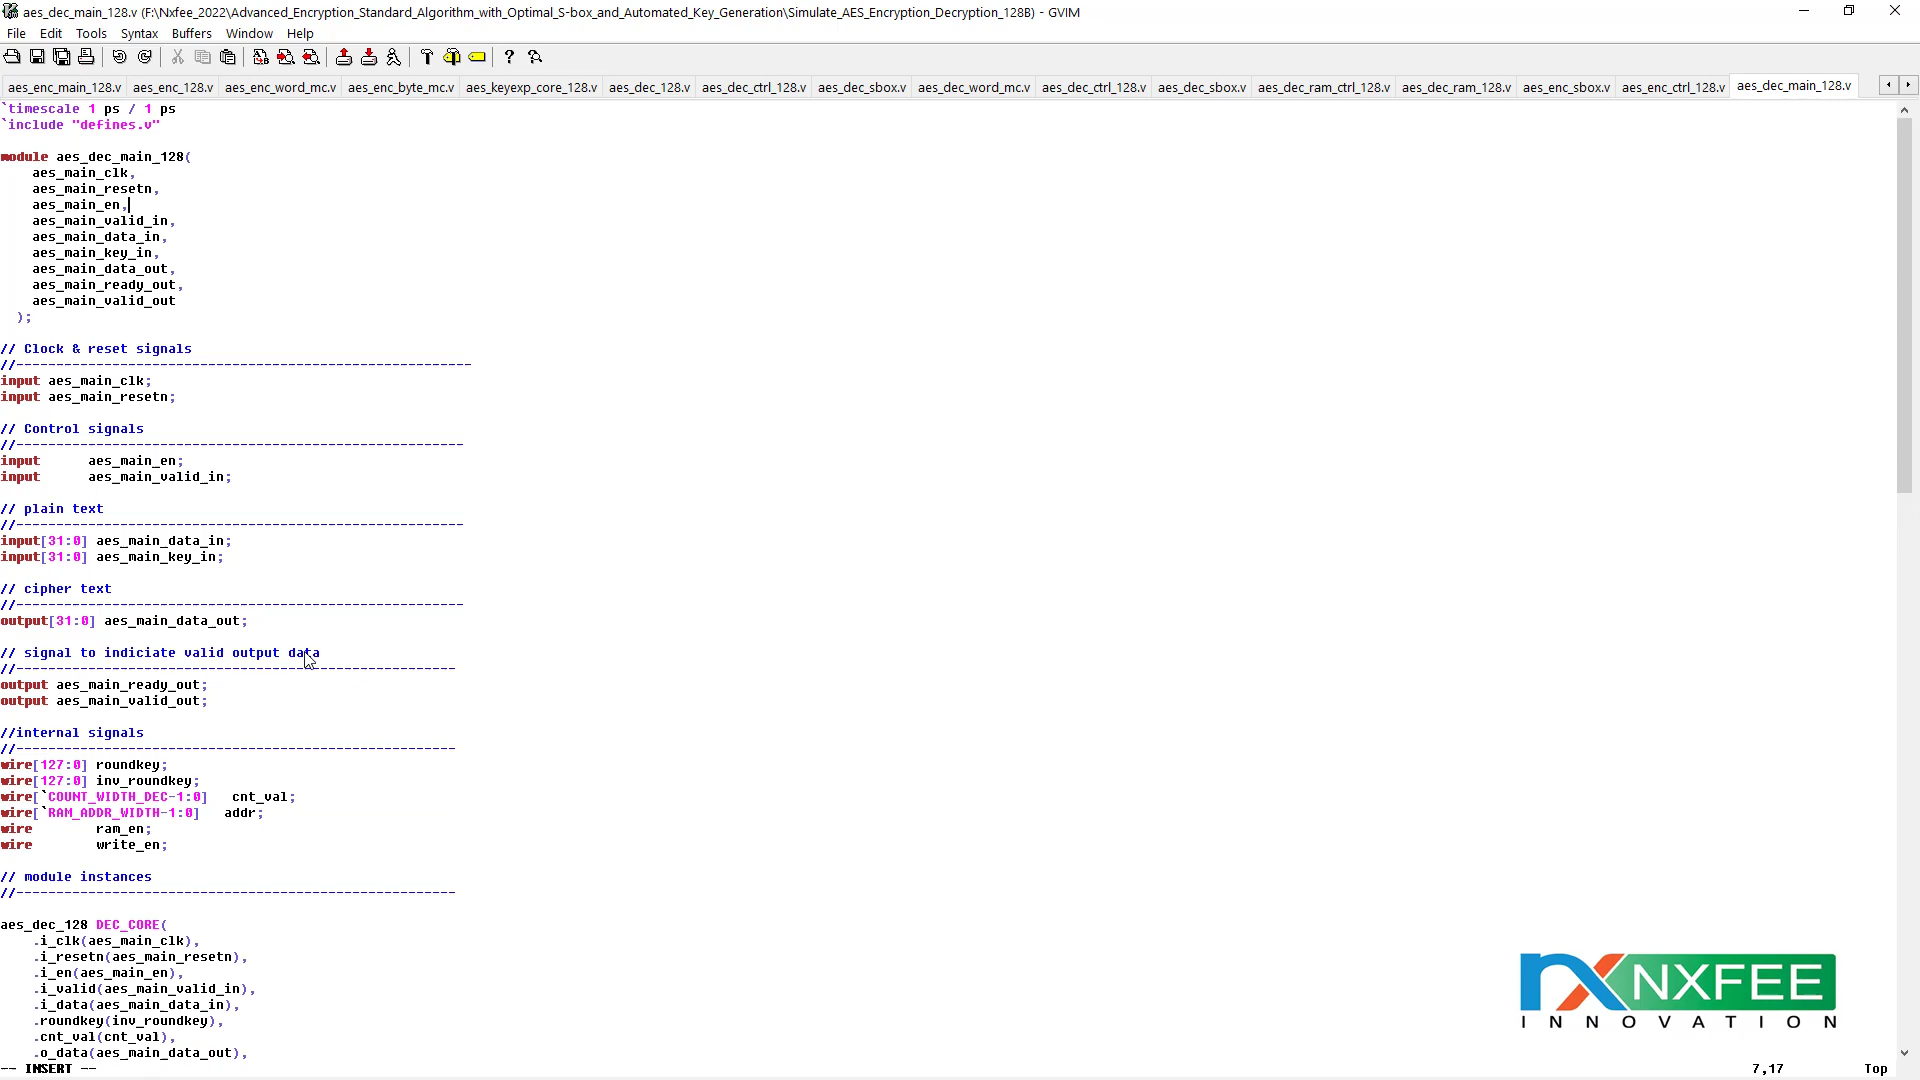 aes_dec_main_128.v (F:\Nxfee_2022\Advanced_Encryption_Standard_Algorithm_with_Optimal_S-box_and_Automated_Key_Generation\Simulate_AES_Encryption_Decryption_128B) - GVIM
File Edit Tools Syntax Buffers Window Help
aes_enc_main_128.v aes_enc_128.v aes_enc_word_mc.v aes_enc_byte_mc.v aes_keyexp_core_128.v aes_dec_128.v aes_dec_ctrl_128.v aes_dec_sbox.v aes_dec_word_mc.v aes_dec_ctrl_128.v aes_dec_sbox.v aes_dec_ram_ctrl_128.v aes_dec_ram_128.v aes_enc_sbox.v aes_enc_ctrl_128.v aes_dec_main_128.v
`timescale 1 ps / 1 ps
`include "defines.v"
module aes_dec_main_128(
aes_main_clk,
aes_main_resetn,
aes_main_en,
aes_main_valid_in,
aes_main_data_in,
aes_main_key_in,
aes_main_data_out,
aes_main_ready_out,
aes_main_valid_out
);
// Clock & reset signals
//---------------------------------------------------------
input aes_main_clk;
input aes_main_resetn;
// Control signals
//--------------------------------------------------------
input aes_main_en;
input aes_main_valid_in;
// plain text
//--------------------------------------------------------
input[31:0] aes_main_data_in;
input[31:0] aes_main_key_in;
// cipher text
//--------------------------------------------------------
output[31:0] aes_main_data_out;
// signal to indiciate valid output data
//-------------------------------------------------------
output aes_main_ready_out;
output aes_main_valid_out;
//internal signals
//-------------------------------------------------------
wire[127:0] roundkey;
wire[127:0] inv_roundkey;
wire[`COUNT_WIDTH_DEC-1:0] cnt_val;
wire[`RAM_ADDR_WIDTH-1:0] addr;
wire ram_en;
wire write_en;
// module instances
//-------------------------------------------------------
aes_dec_128 DEC_CORE(
.i_clk(aes_main_clk),
.i_resetn(aes_main_resetn),
.i_en(aes_main_en),
.i_valid(aes_main_valid_in),
.i_data(aes_main_data_in),
.roundkey(inv_roundkey),
.cnt_val(cnt_val),
.o_data(aes_main_data_out),
-- INSERT -- 7,17 Top
NXFEE
INNOVATION